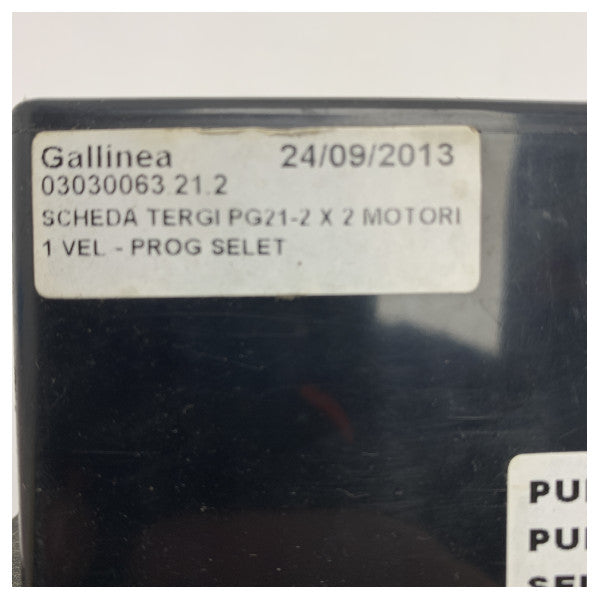 Gallinea 24/09/2013
03030063 21.2
SCHEDA TERGI PG21-2 X 2 MOTORI
1 VEL - PROG SELET